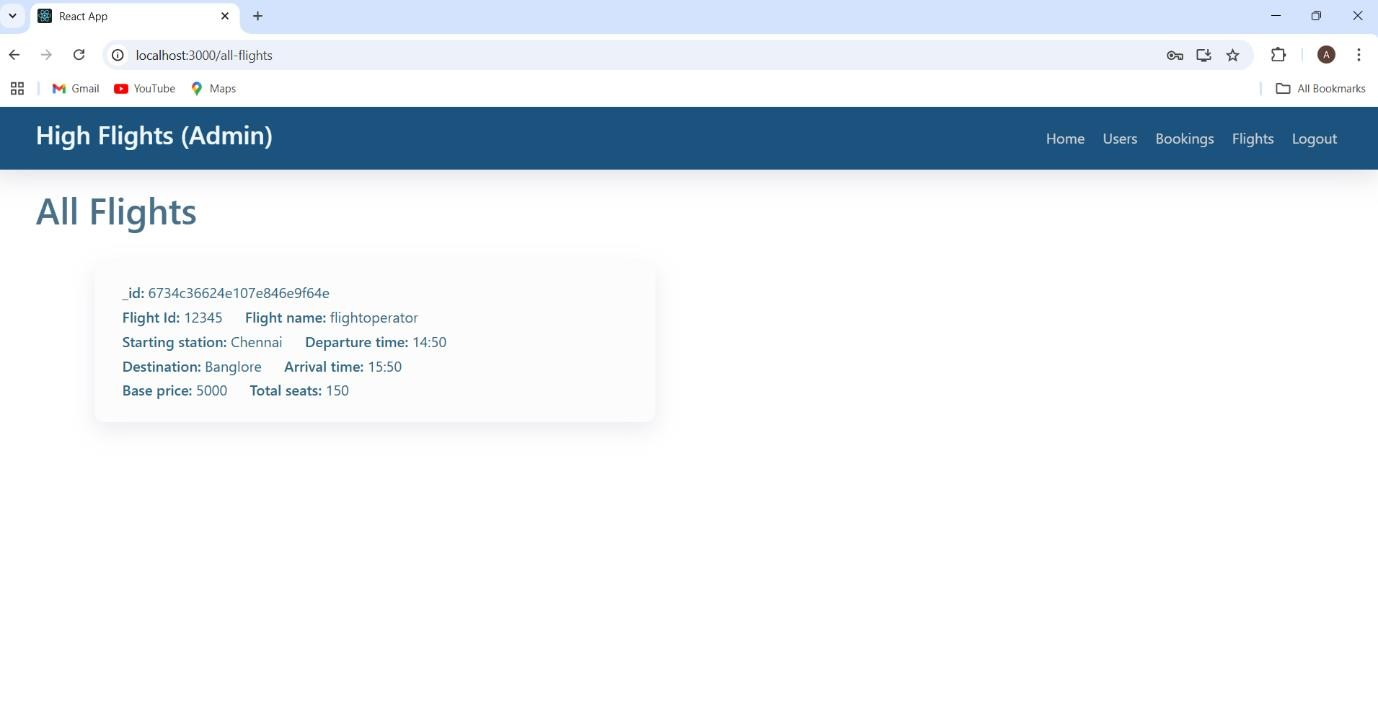 React App
localhost:3000/all-flights
A
Gmail YouTube Maps All Bookmarks
High Flights (Admin) Home Users Bookings Flights Logout
All Flights
_id: 6734c36624e107e846e9f64e
Flight Id: 12345 Flight name: flightoperator
Starting station: Chennai Departure time: 14:50
Destination: Banglore Arrival time: 15:50
Base price: 5000 Total seats: 150